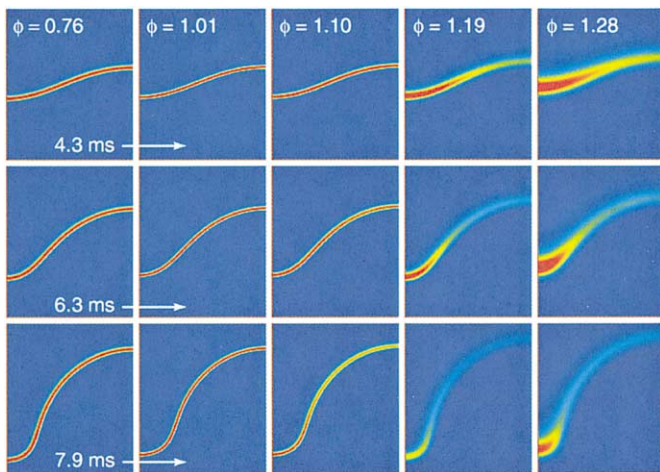 ϕ = 0.76
ϕ = 1.01
ϕ = 1.10
ϕ = 1.19
ϕ = 1.28
4.3 ms
6.3 ms
7.9 ms